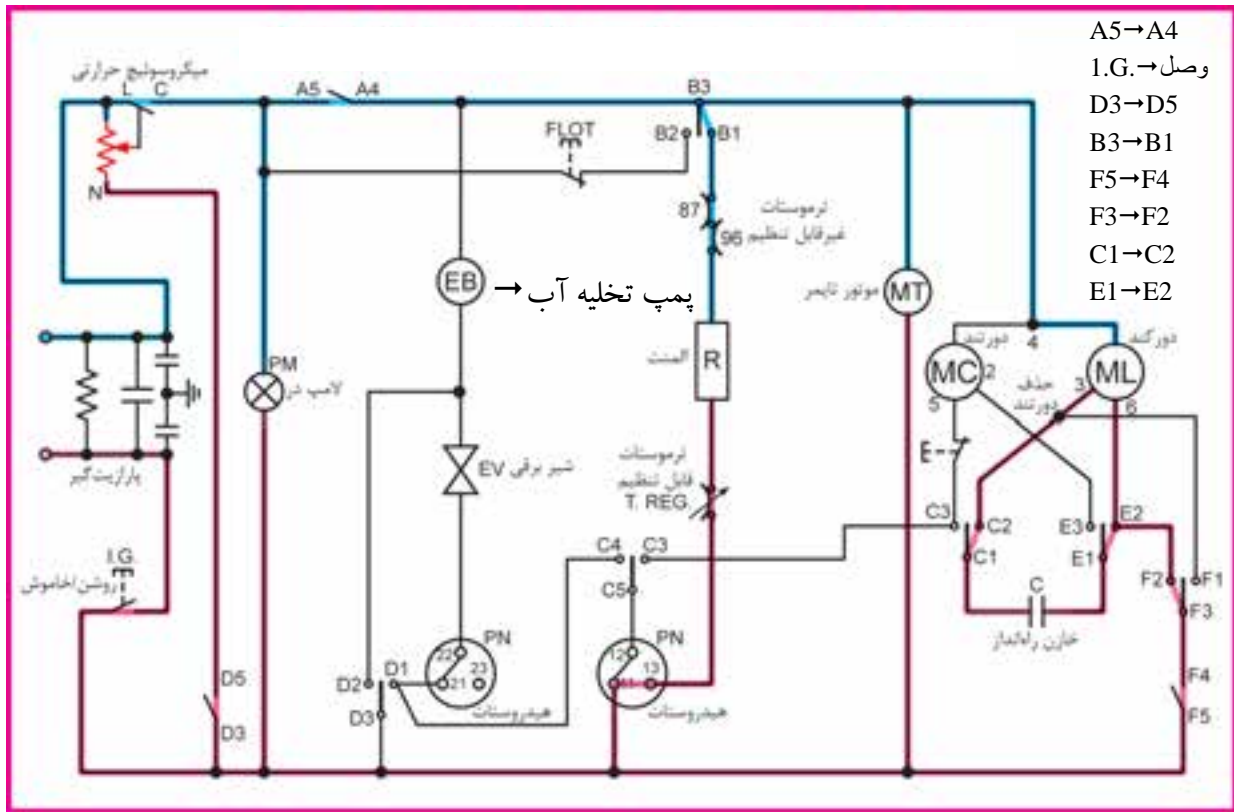 A5→A4
1.G.→وصل
D3→D5
B3→B1
F5→F4
F3→F2
C1→C2
E1→E2
میکروسوئیچ حرارتی
L C
A5 A4
B3
FLOT
B2 B1
N
87
ترموستات
96 غیرقابل تنظیم
EB → پمپ تخلیه آب
MT موتور تایمر
R المنت
PM
لامپ در
دورتند 4 دورکند
MC 2 3 ML
حذف
دورتند
5 6
پارازیت‌گیر
شیر برقی EV
ترموستات
قابل تنظیم
T. REG.
I.G.
روشن/خاموش
C3 C2 E3 E2
C1 E1
C4 C3
C5
C
خازن راه‌انداز
F2 F1
F3
PN PN
22 23
21
12 13
11
هیدروستات هیدروستات
D5
D3
D2 D1
D3
F4
F5